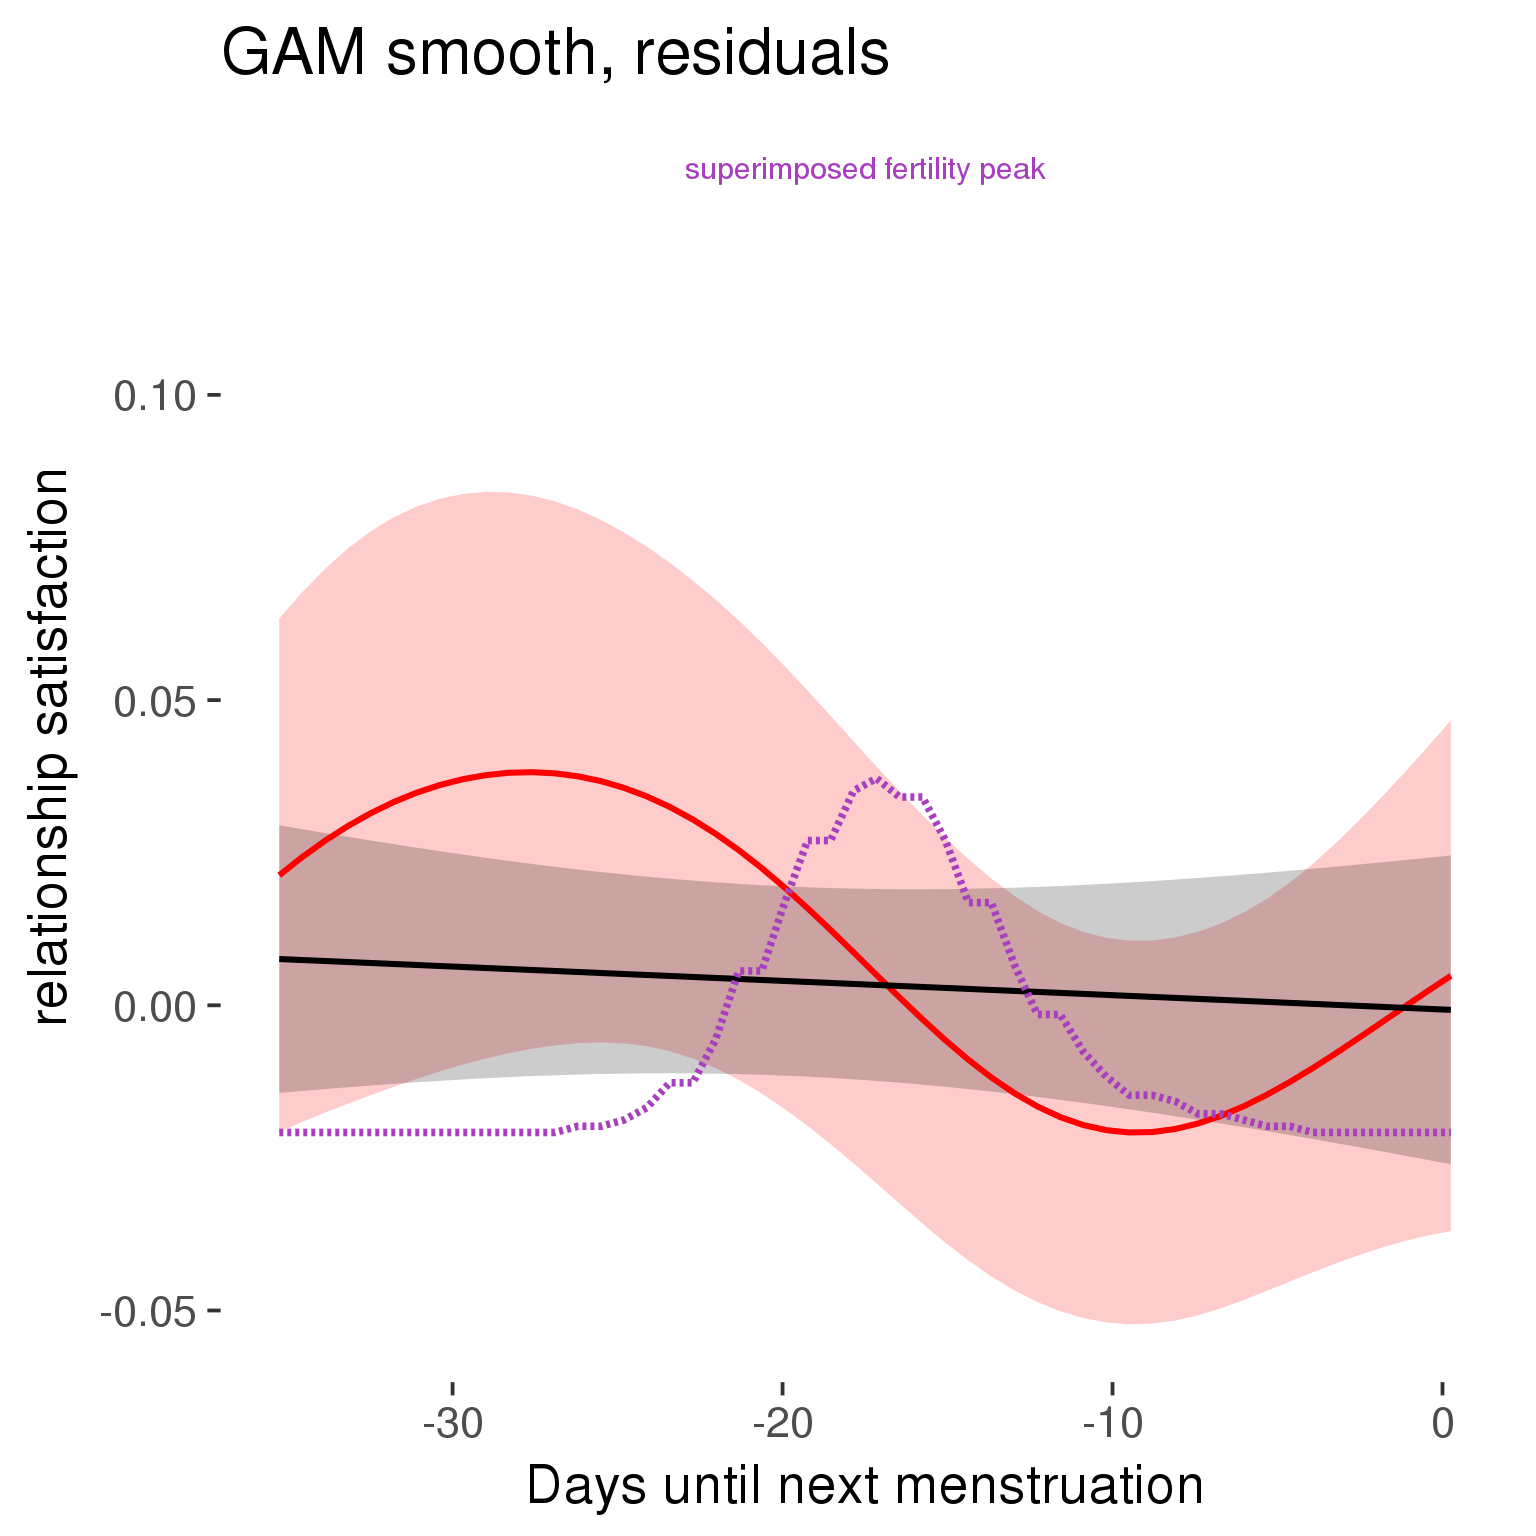 GAM smooth, residuals
superimposed fertility peak
relationship satisfaction
0.10
0.05
0.00
-0.05
-30
-20
-10
0
Days until next menstruation